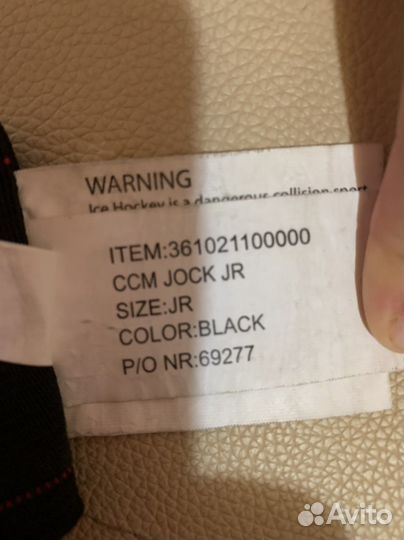 WARNING
Ice Hockey is a dangerous collision sport
ITEM:361021100000
CCM JOCK JR
SIZE:JR
COLOR:BLACK
P/O NR:69277
Avito